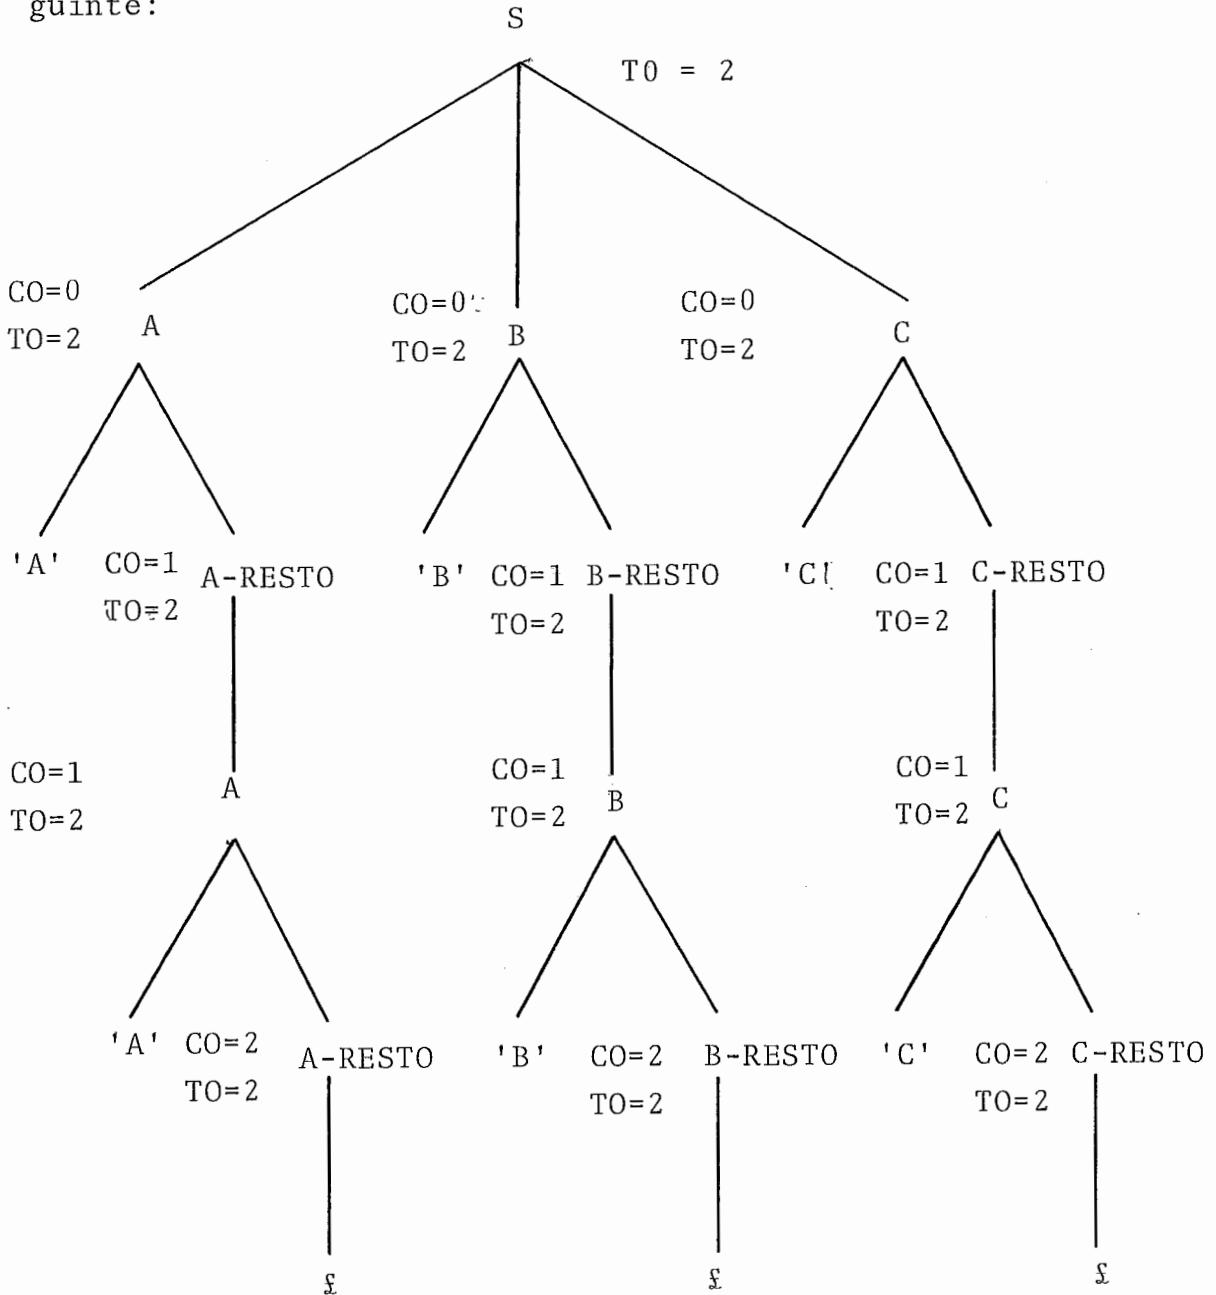 guinte:
S
TO = 2
CO=0 CO=0 CO=0
TO=2 A TO=2 B TO=2 C
'A' CO=1 A-RESTO 'B' CO=1 B-RESTO 'C' CO=1 C-RESTO
TO=2 TO=2 TO=2
CO=1 A CO=1 B CO=1 C
TO=2 TO=2 TO=2
'A' CO=2 A-RESTO 'B' CO=2 B-RESTO 'C' CO=2 C-RESTO
TO=2 TO=2 TO=2
£ £ £